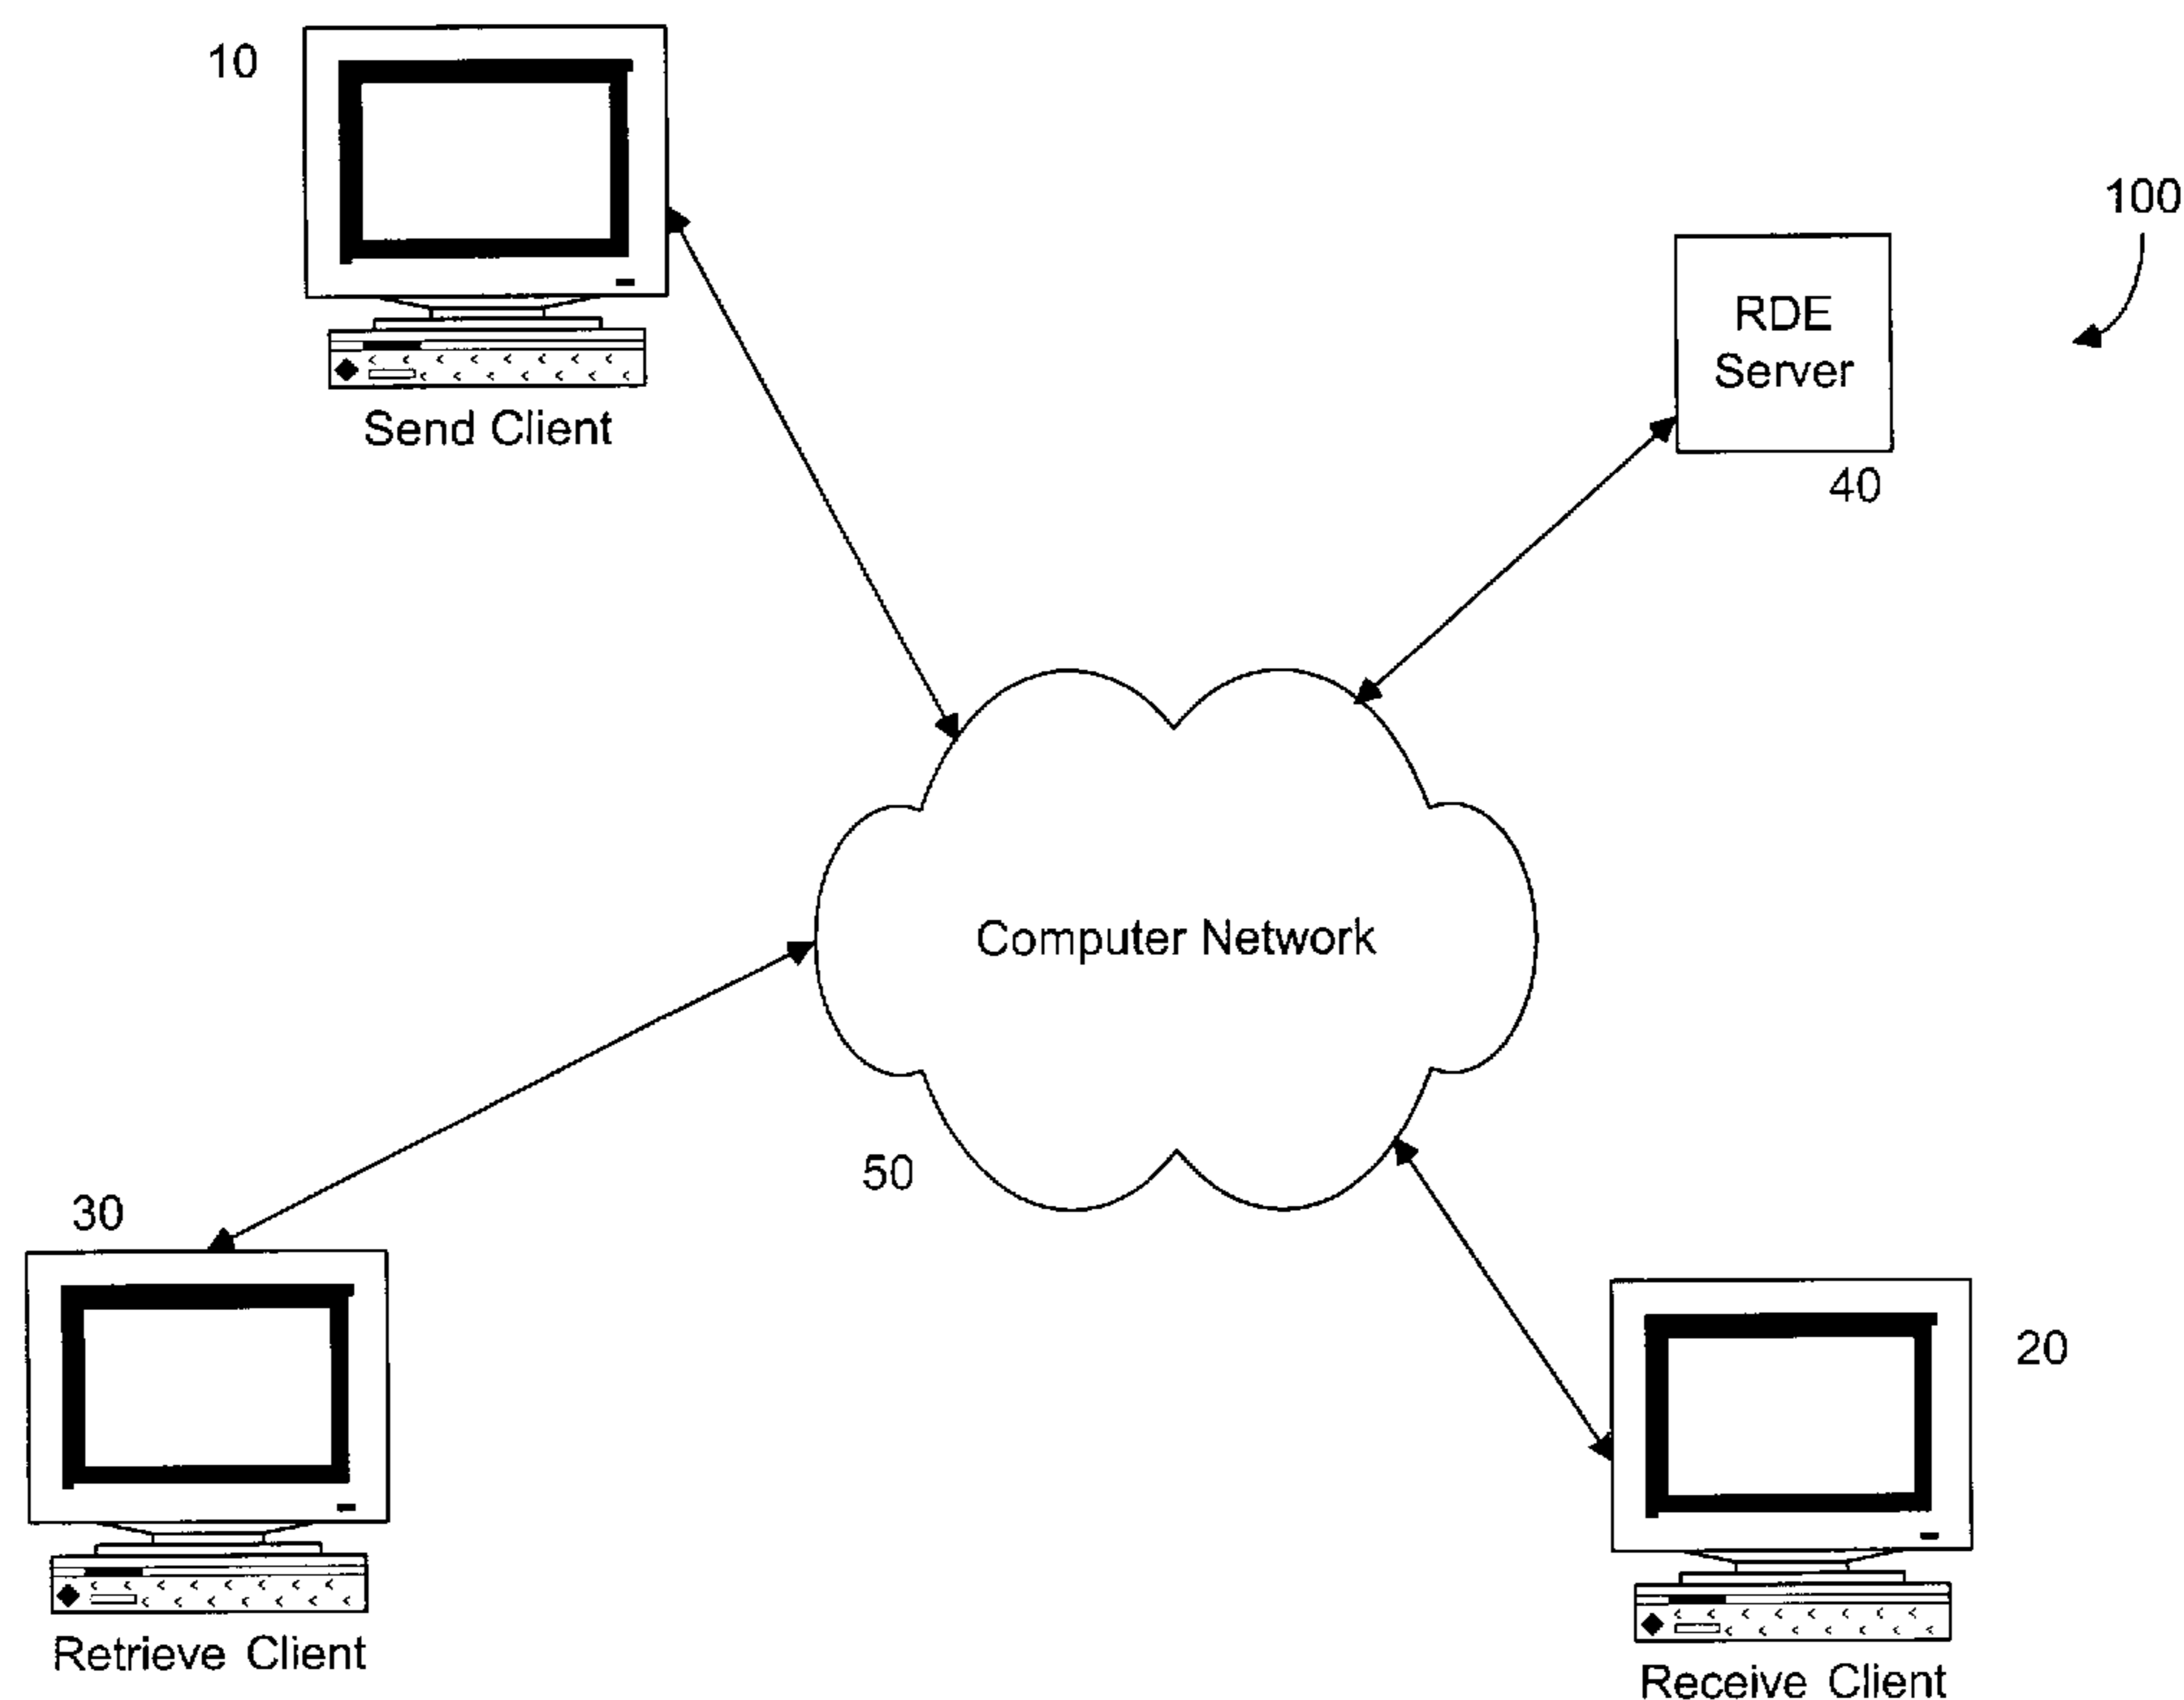 10
100
RDE
Server
Send Client
40
Computer Network
50
30
20
Retrieve Client
Receive Client